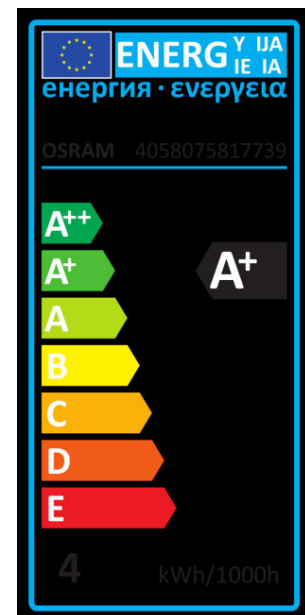 ENERG Y IJA
IE IA
енергия · ενεργεια
OSRAM 4058075817739
A++
A+ A+
A
B
C
D
E
4 kWh/1000h